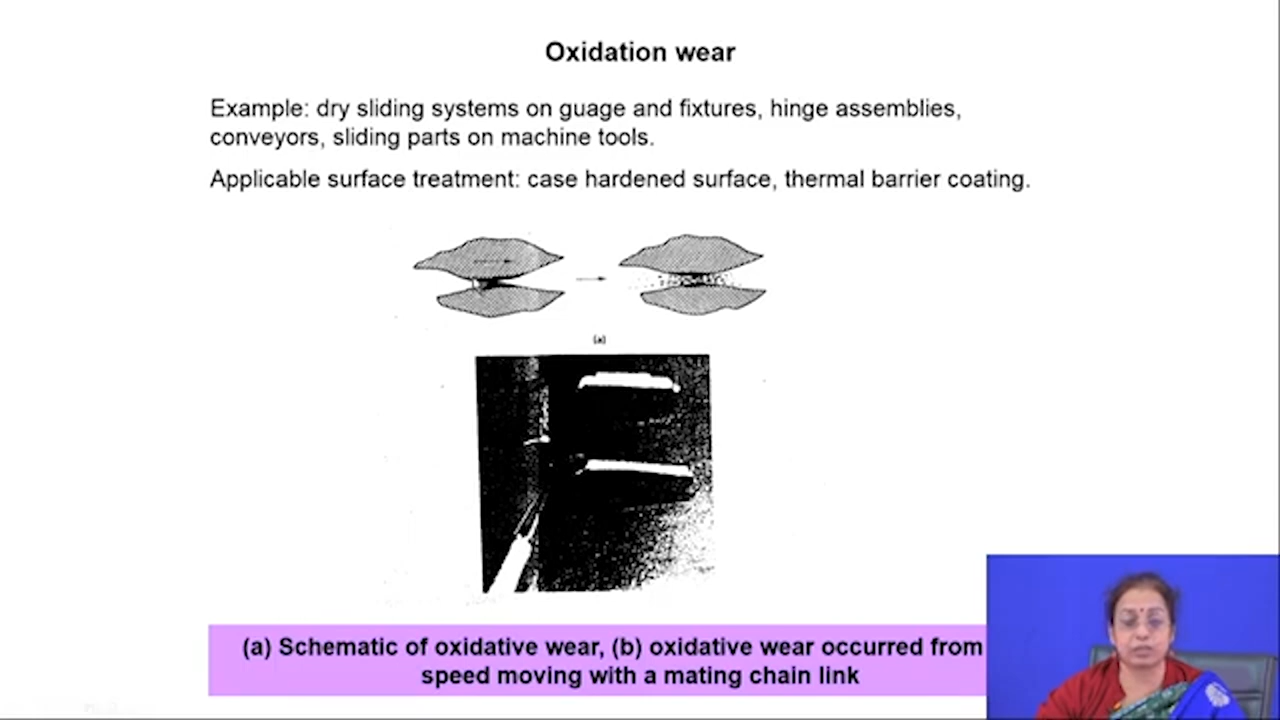 Oxidation wear
Example: dry sliding systems on guage and fixtures, hinge assemblies,
conveyors, sliding parts on machine tools.
Applicable surface treatment: case hardened surface, thermal barrier coating.
(a)
(a) Schematic of oxidative wear, (b) oxidative wear occurred from
speed moving with a mating chain link